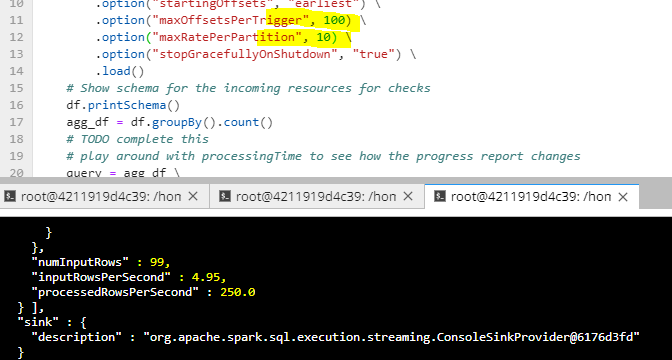 10 .option("startingOffsets", "earliest") \
11 .option("maxOffsetsPerTrigger", 100) \
12 .option("maxRatePerPartition", 10) \
13 .option("stopGracefullyOnShutdown", "true") \
14 .load()
15 # Show schema for the incoming resources for checks
16 df.printSchema()
17 agg_df = df.groupBy().count()
18 # TODO complete this
19 # play around with processingTime to see how the progress report changes
20 query = agg_df \
root@4211919d4c39: /hon × root@4211919d4c39: /hon × root@4211919d4c39: /hon ×
}
},
"numInputRows" : 99,
"inputRowsPerSecond" : 4.95,
"processedRowsPerSecond" : 250.0
} ],
"sink" : {
"description" : "org.apache.spark.sql.execution.streaming.ConsoleSinkProvider@6176d3fd"
}